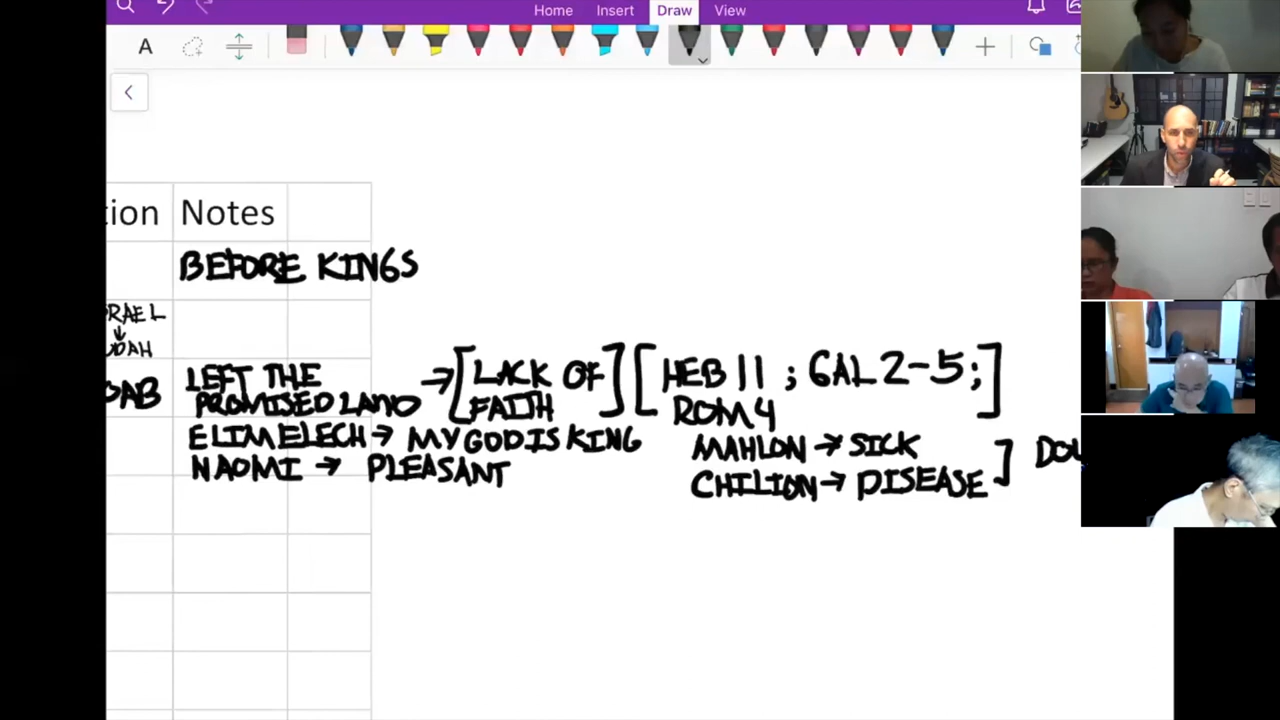 Home Insert Draw View
A
tion Notes
BEFORE KINGS
RAEL
DAH
LEFT THE → [LACK OF] [HEB 11 ; GAL 2-5;]
AB PROMISED LAND FAITH ROM 4
ELIMELECH → MY GOD IS KING MAHLON → SICK
NAOMI → PLEASANT CHILION → DISEASE ] DOU